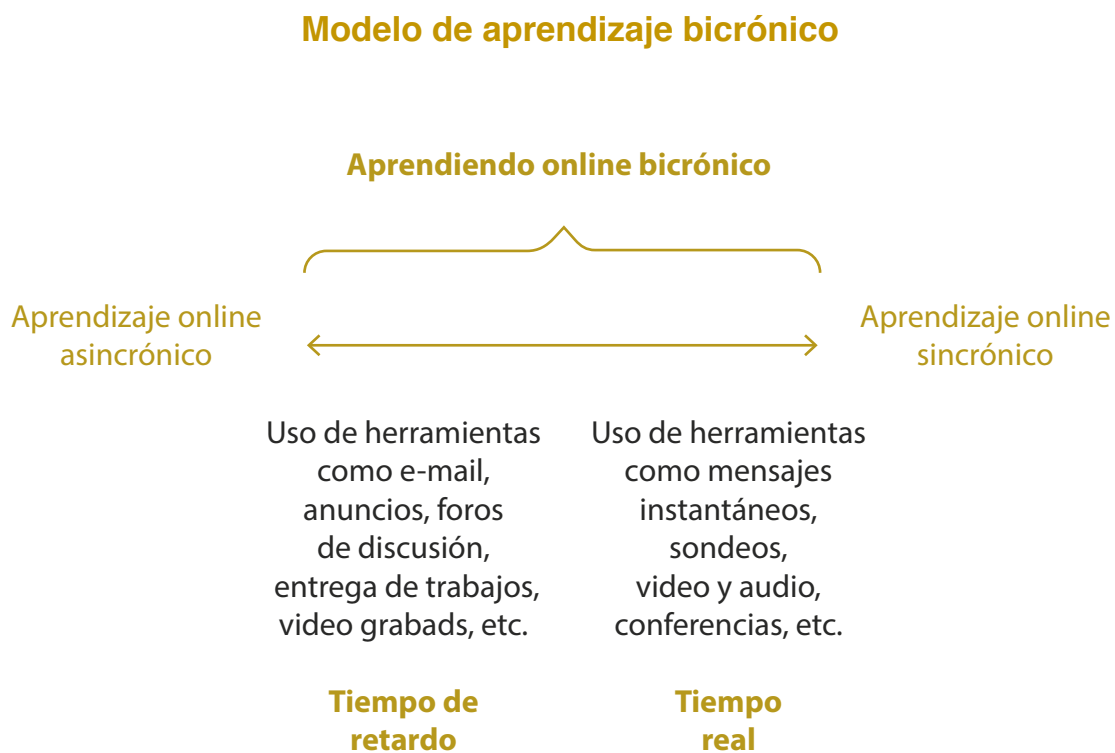 Modelo de aprendizaje bicrónico
Aprendiendo online bicrónico
Aprendizaje online
asincrónico
Aprendizaje online
sincrónico
Uso de herramientas
como e-mail,
anuncios, foros
de discusión,
entrega de trabajos,
video grabads, etc.
Tiempo de
retardo
Uso de herramientas
como mensajes
instantáneos,
sondeos,
video y audio,
conferencias, etc.
Tiempo
real